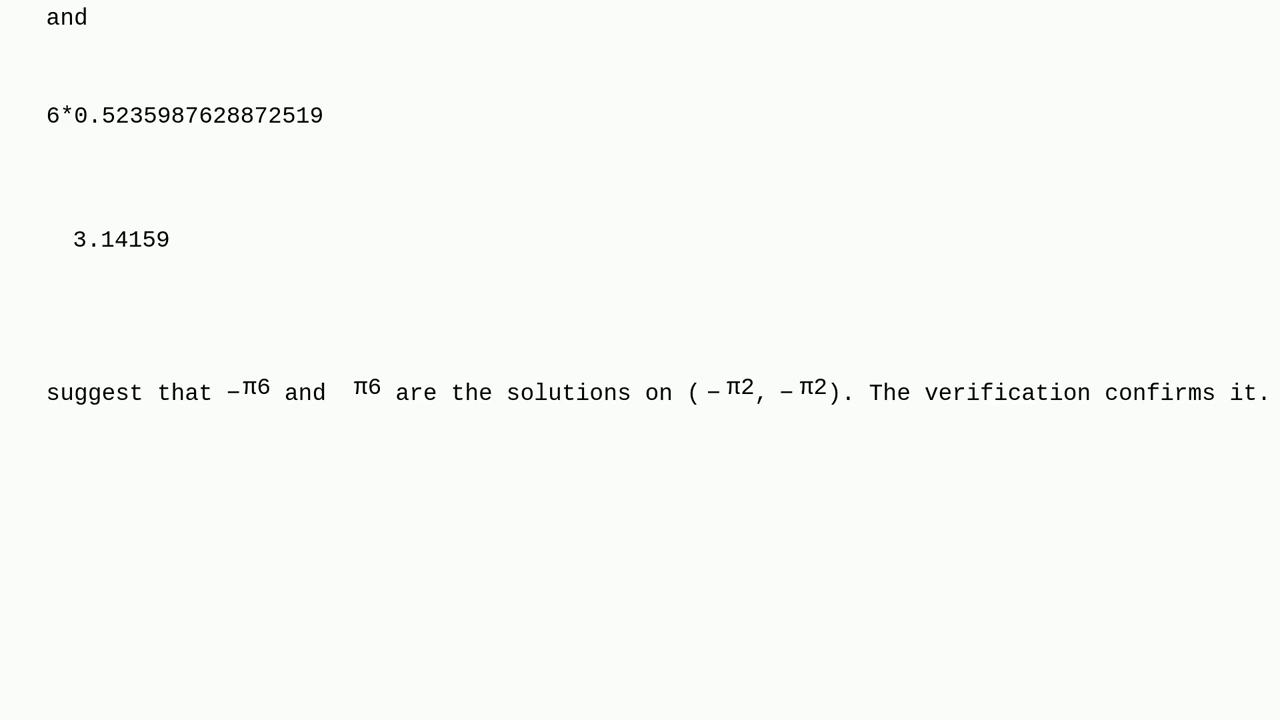 and
6*0.5235987628872519
3.14159
suggest that −π6 and π6 are the solutions on (−π2, −π2). The verification confirms it.